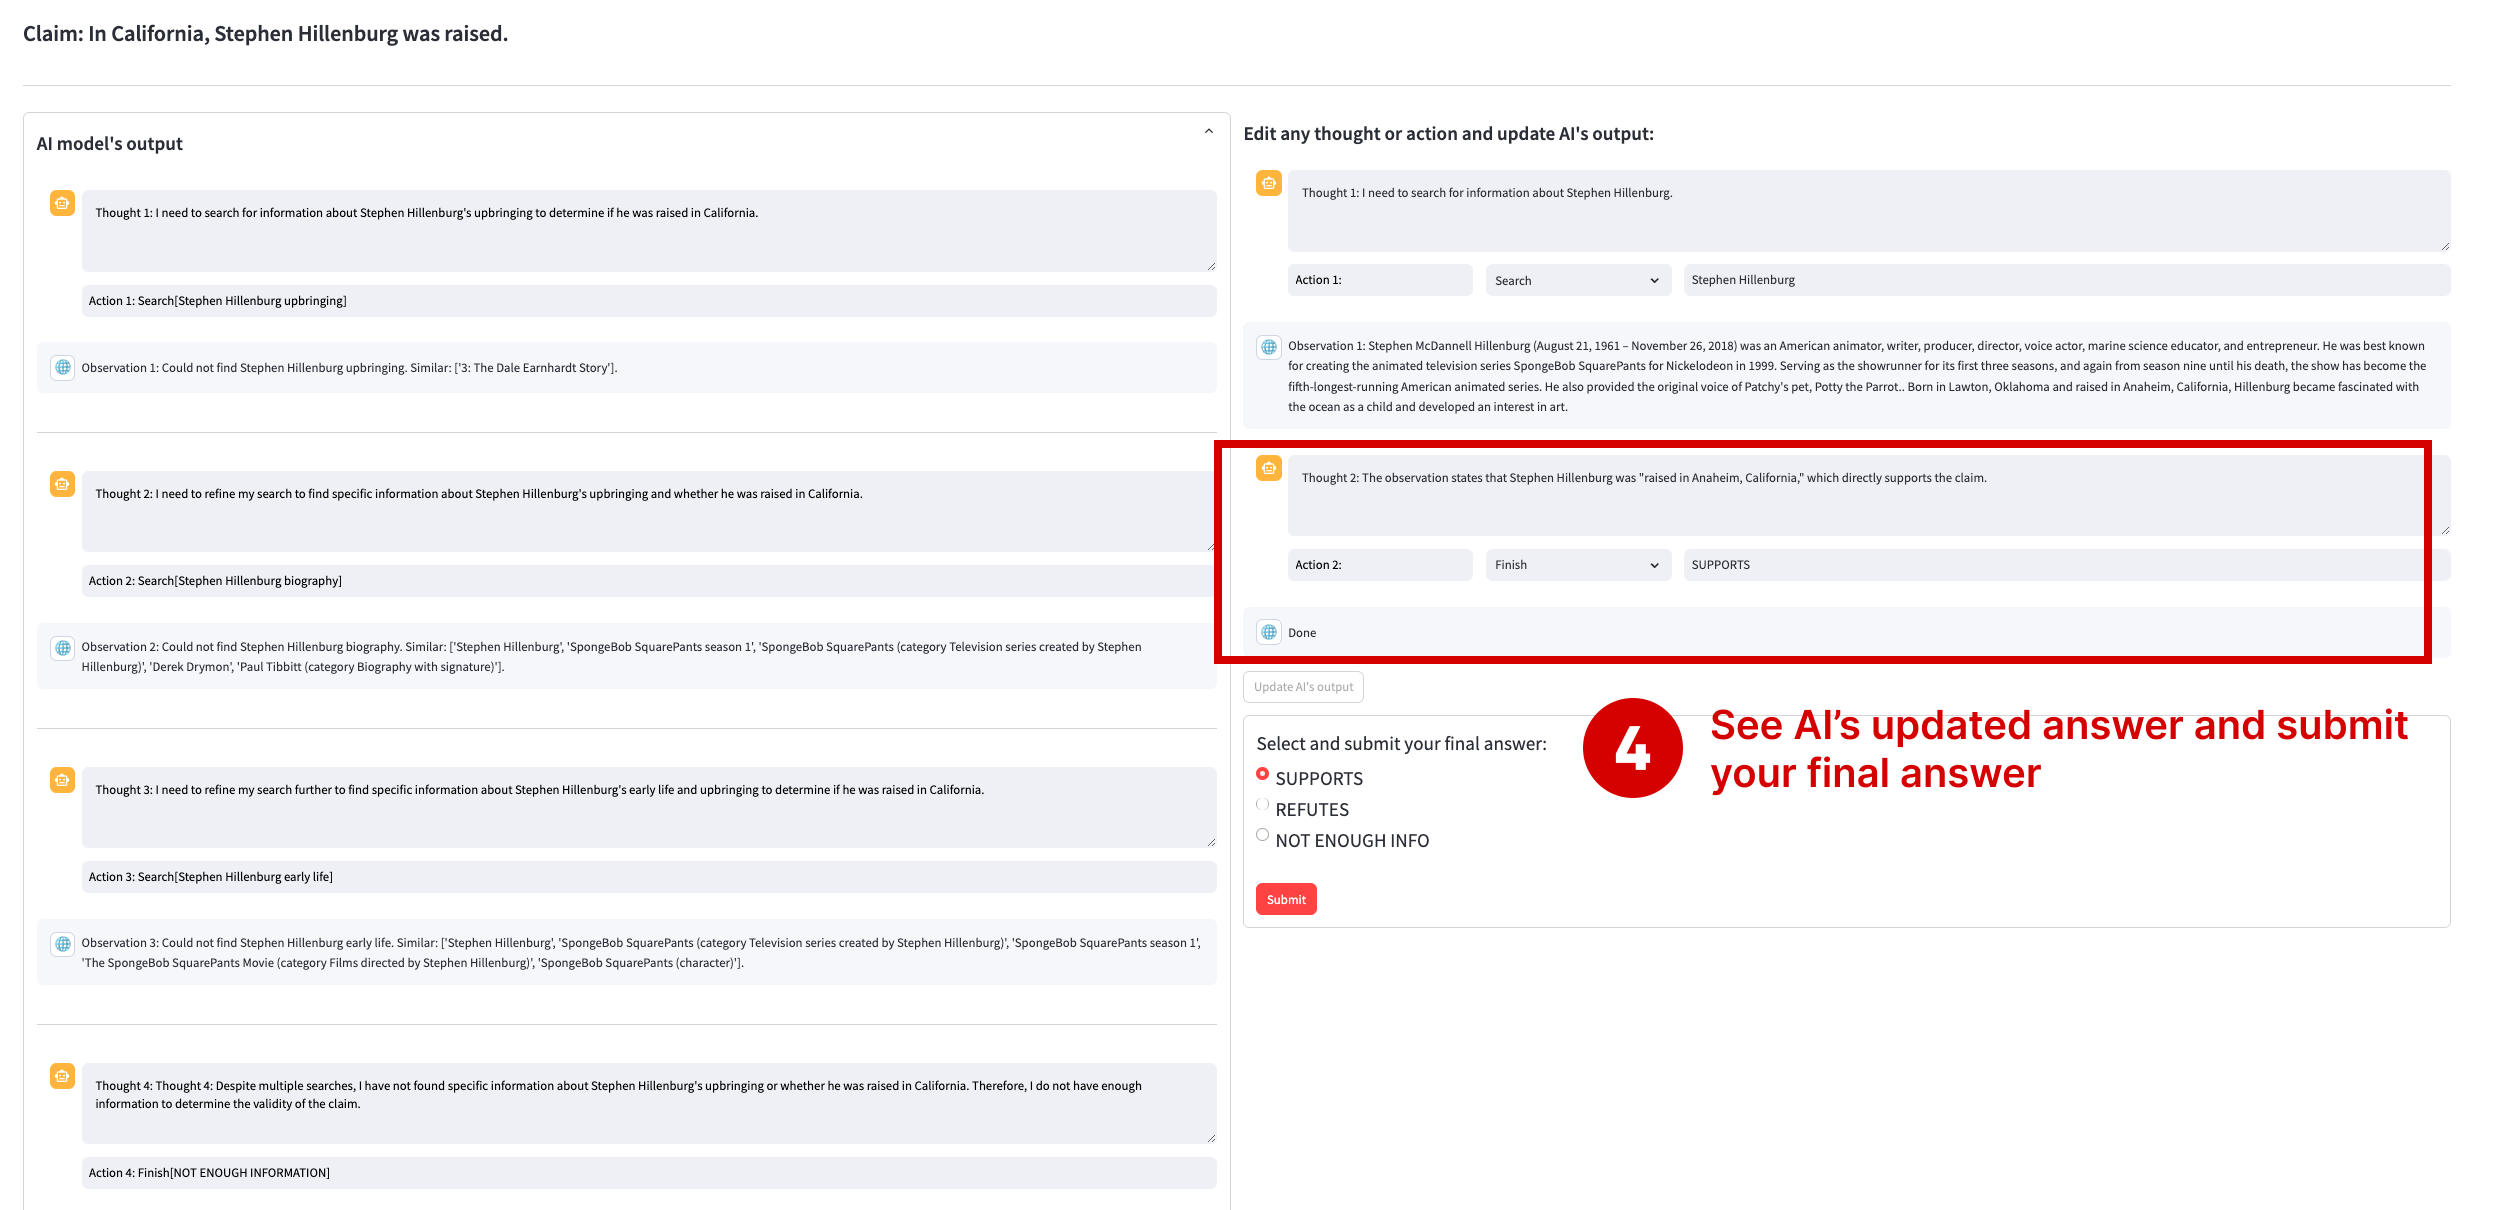 Claim: In California, Stephen Hillenburg was raised.
AI model's output
Thought 1: I need to search for information about Stephen Hillenburg's upbringing to determine if he was raised in California.
Action 1: Search[Stephen Hillenburg upbringing]
Observation 1: Could not find Stephen Hillenburg upbringing. Similar: ['3: The Dale Earnhardt Story'].
Thought 2: I need to refine my search to find specific information about Stephen Hillenburg's upbringing and whether he was raised in California.
Action 2: Search[Stephen Hillenburg biography]
Observation 2: Could not find Stephen Hillenburg biography. Similar: ['Stephen Hillenburg', 'SpongeBob SquarePants season 1', 'SpongeBob SquarePants (category Television series created by Stephen
Hillenburg)', 'Derek Drymon', 'Paul Tibbitt (category Biography with signature)'].
Thought 3: I need to refine my search further to find specific information about Stephen Hillenburg's early life and upbringing to determine if he was raised in California.
Action 3: Search[Stephen Hillenburg early life]
Observation 3: Could not find Stephen Hillenburg early life. Similar: ['Stephen Hillenburg', 'SpongeBob SquarePants (category Television series created by Stephen Hillenburg)', 'SpongeBob SquarePants season 1',
'The SpongeBob SquarePants Movie (category Films directed by Stephen Hillenburg)', 'SpongeBob SquarePants (character)'].
Thought 4: Thought 4: Despite multiple searches, I have not found specific information about Stephen Hillenburg's upbringing or whether he was raised in California. Therefore, I do not have enough
information to determine the validity of the claim.
Action 4: Finish[NOT ENOUGH INFORMATION]
Edit any thought or action and update AI's output:
Thought 1: I need to search for information about Stephen Hillenburg.
Action 1:
Search
Stephen Hillenburg
Observation 1: Stephen McDannell Hillenburg (August 21, 1961 – November 26, 2018) was an American animator, writer, producer, director, voice actor, marine science educator, and entrepreneur. He was best known
for creating the animated television series SpongeBob SquarePants for Nickelodeon in 1999. Serving as the showrunner for its first three seasons, and again from season nine until his death, the show has become the
fifth-longest-running American animated series. He also provided the original voice of Patchy's pet, Potty the Parrot.. Born in Lawton, Oklahoma and raised in Anaheim, California, Hillenburg became fascinated with
the ocean as a child and developed an interest in art.
Thought 2: The observation states that Stephen Hillenburg was "raised in Anaheim, California," which directly supports the claim.
Action 2:
Finish
SUPPORTS
Done
Update AI's output
Select and submit your final answer:
SUPPORTS
REFUTES
NOT ENOUGH INFO
Submit
4
See AI’s updated answer and submit
your final answer